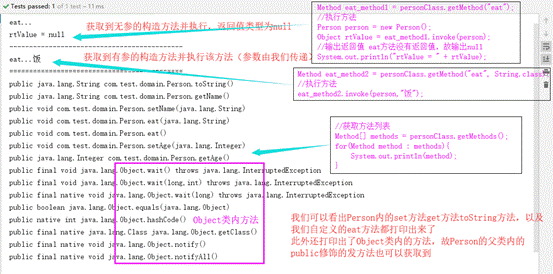 Tests passed: 1 of 1 test – 11 ms
eat...
rtValue = null
获取到无参的构造方法并执行，返回值类型为null
eat...饭
获取到有参的构造方法并执行该方法（参数由我们传递）
Method eat_method1 = personClass.getMethod("eat");
//执行方法
Person person = new Person();
Object rtValue = eat_method1.invoke(person);
//输出返回值 eat方法没有返回值，故输出null
System.out.println("rtValue = " + rtValue);
Method eat_method2 = personClass.getMethod("eat", String.class
//执行方法
eat_method2.invoke(person,"饭");
public java.lang.String com.test.domain.Person.toString()
public java.lang.String com.test.domain.Person.getName()
public void com.test.domain.Person.setName(java.lang.String)
public void com.test.domain.Person.eat(java.lang.String)
public void com.test.domain.Person.eat()
public void com.test.domain.Person.setAge(java.lang.Integer)
public java.lang.Integer com.test.domain.Person.getAge()
//获取方法列表
Method[] methods = personClass.getMethods();
for(Method method : methods){
System.out.println(method);
}
public final void java.lang.Object.wait() throws java.lang.InterruptedException
public final void java.lang.Object.wait(long,int) throws java.lang.InterruptedException
public final native void java.lang.Object.wait(long) throws java.lang.InterruptedException
public boolean java.lang.Object.equals(java.lang.Object)
public native int java.lang.Object.hashCode()
public final native java.lang.Class java.lang.Object.getClass()
public final native void java.lang.Object.notify()
public final native void java.lang.Object.notifyAll()
Object类内方法
我们可以看出Person内的set方法get方法toString方法，以及
我们自定义的eat方法都打印出来了
此外还打印出了Object类内的方法，故Person的父类内的
public修饰的发方法也可以获取到